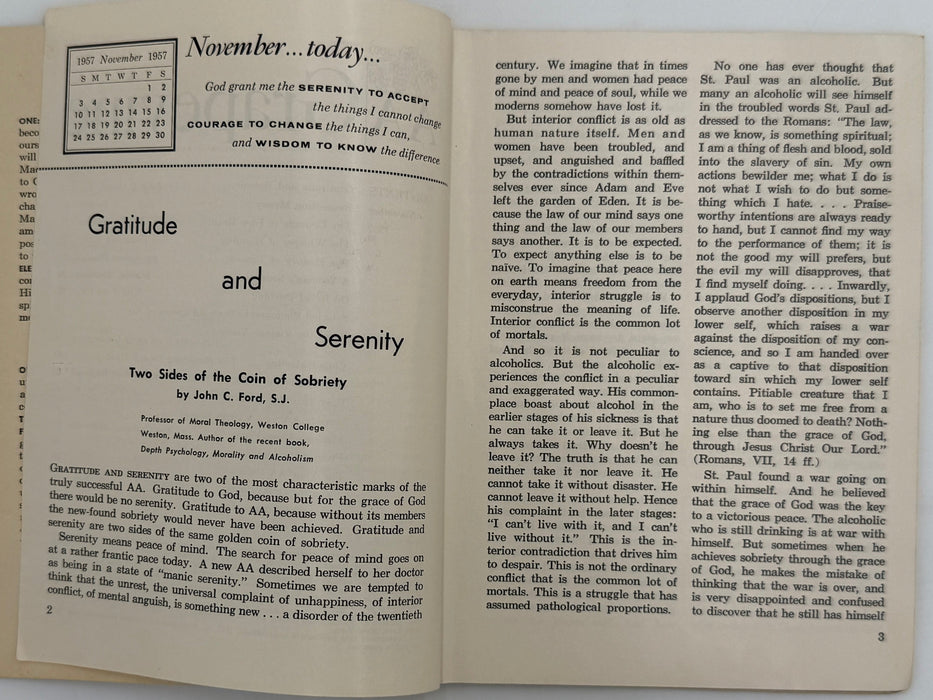 1957 November 1957
S M T W T F S
1 2
3 4 5 6 7 8 9
10 11 12 13 14 15 16
17 18 19 20 21 22 23
24 25 26 27 28 29 30
November...today...
God grant me the SERENITY TO ACCEPT
the things I cannot change
COURAGE TO CHANGE the things I can,
and WISDOM TO KNOW the difference
Gratitude
and
Serenity
Two Sides of the Coin of Sobriety
by John C. Ford, S.J.
Professor of Moral Theology, Weston College
Weston, Mass. Author of the recent book,
Depth Psychology, Morality and Alcoholism
GRATITUDE AND SERENITY are two of the most characteristic marks of the
truly successful AA. Gratitude to God, because but for the grace of God
there would be no serenity. Gratitude to AA, because without its members
the new-found sobriety would never have been achieved. Gratitude and
serenity are two sides of the same golden coin of sobriety.
Serenity means peace of mind. The search for peace of mind goes on
at a rather frantic pace today. A new AA described herself to her doctor
as being in a state of "manic serenity." Sometimes we are tempted to
think that the unrest, the universal complaint of unhappiness, of interior
conflict, of mental anguish, is something new . . . a disorder of the twentieth
2
century. We imagine that in times
gone by men and women had peace
of mind and peace of soul, while we
moderns somehow have lost it.
But interior conflict is as old as
human nature itself. Men and
women have been troubled, and
upset, and anguished and baffled
by the contradictions within them-
selves ever since Adam and Eve
left the garden of Eden. It is be-
cause the law of our mind says one
thing and the law of our members
says another. It is to be expected.
To expect anything else is to be
naive. To imagine that peace here
on earth means freedom from the
everyday, interior struggle is to
misconstrue the meaning of life.
Interior conflict is the common lot
of mortals.
And so it is not peculiar to
alcoholics. But the alcoholic ex-
periences the conflict in a peculiar
and exaggerated way. His common-
place boast about alcohol in the
earlier stages of his sickness is that
he can take it or leave it. But he
always takes it. Why doesn't he
leave it? The truth is that he can
neither take it nor leave it. He
cannot take it without disaster. He
cannot leave it without help. Hence
his complaint in the later stages:
"I can't live with it, and I can't
live without it." This is the in-
terior contradiction that drives him
to despair. This is not the ordinary
conflict that is the common lot of
mortals. This is a struggle that has
assumed pathological proportions.
No one has ever thought that
St. Paul was an alcoholic. But
many an alcoholic will see himself
in the troubled words St. Paul ad-
dressed to the Romans: "The law,
as we know, is something spiritual;
I am a thing of flesh and blood, sold
into the slavery of sin. My own
actions bewilder me; what I do is
not what I wish to do but some-
thing which I hate. . . . Praise-
worthy intentions are always ready
to hand, but I cannot find my way
to the performance of them; it is
not the good my will prefers, but
the evil my will disapproves, that
I find myself doing. . . . Inwardly,
I applaud God's dispositions, but I
observe another disposition in my
lower self, which raises a war
against the disposition of my con-
science, and so I am handed over
as a captive to that disposition
toward sin which my lower self
contains. Pitiable creature that I
am, who is to set me free from a
nature thus doomed to death? Noth-
ing else than the grace of God,
through Jesus Christ Our Lord."
(Romans, VII, 14 ff.)
St. Paul found a war going on
within himself. And he believed
that the grace of God was the key
to a victorious peace. The alcoholic
who is still drinking is at war with
himself. But sometimes when he
achieves sobriety through the grace
of God, he makes the mistake of
thinking that the war is over, and
is very disappointed and confused
to discover that he still has himself
3